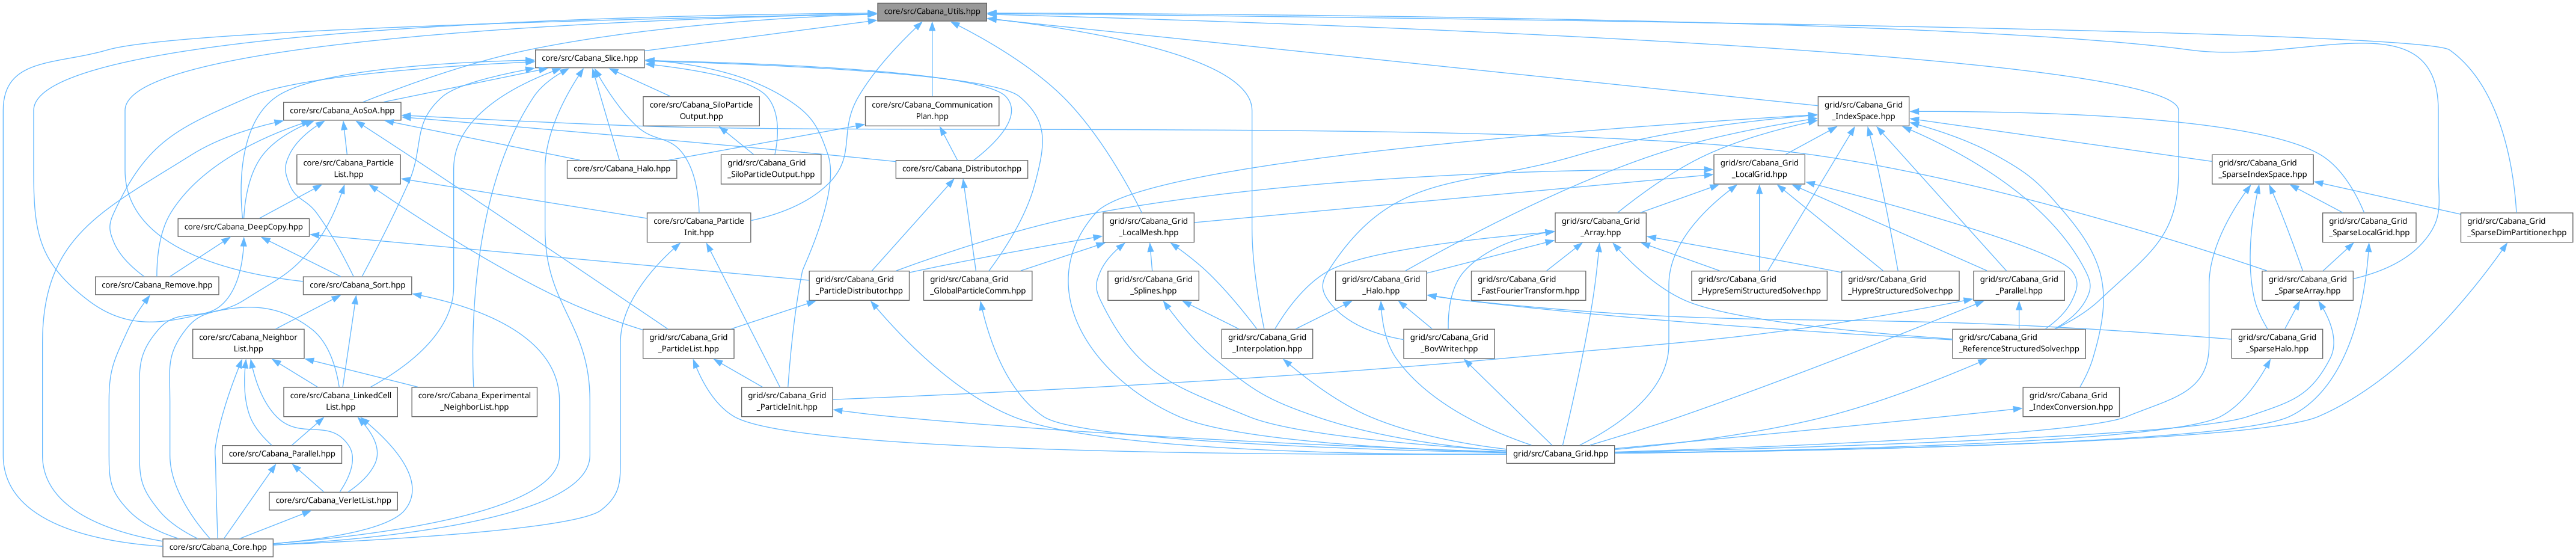 core/src/Cabana_Utils.hpp
core/src/Cabana_Slice.hpp
core/src/Cabana_AoSoA.hpp
core/src/Cabana_SiloParticle
Output.hpp
core/src/Cabana_Communication
Plan.hpp
grid/src/Cabana_Grid
_IndexSpace.hpp
core/src/Cabana_Particle
List.hpp
core/src/Cabana_Halo.hpp
grid/src/Cabana_Grid
_SiloParticleOutput.hpp
core/src/Cabana_Distributor.hpp
grid/src/Cabana_Grid
_LocalGrid.hpp
grid/src/Cabana_Grid
_SparseIndexSpace.hpp
core/src/Cabana_DeepCopy.hpp
core/src/Cabana_Particle
Init.hpp
grid/src/Cabana_Grid
_LocalMesh.hpp
grid/src/Cabana_Grid
_Array.hpp
grid/src/Cabana_Grid
_SparseLocalGrid.hpp
grid/src/Cabana_Grid
_SparseDimPartitioner.hpp
core/src/Cabana_Remove.hpp
core/src/Cabana_Sort.hpp
grid/src/Cabana_Grid
_ParticleDistributor.hpp
grid/src/Cabana_Grid
_GlobalParticleComm.hpp
grid/src/Cabana_Grid
_Splines.hpp
grid/src/Cabana_Grid
_Halo.hpp
grid/src/Cabana_Grid
_FastFourierTransform.hpp
grid/src/Cabana_Grid
_HypreSemiStructuredSolver.hpp
grid/src/Cabana_Grid
_HypreStructuredSolver.hpp
grid/src/Cabana_Grid
_Parallel.hpp
grid/src/Cabana_Grid
_SparseArray.hpp
core/src/Cabana_Neighbor
List.hpp
grid/src/Cabana_Grid
_ParticleList.hpp
grid/src/Cabana_Grid
_Interpolation.hpp
grid/src/Cabana_Grid
_BovWriter.hpp
grid/src/Cabana_Grid
_ReferenceStructuredSolver.hpp
grid/src/Cabana_Grid
_SparseHalo.hpp
core/src/Cabana_LinkedCell
List.hpp
core/src/Cabana_Experimental
_NeighborList.hpp
grid/src/Cabana_Grid
_ParticleInit.hpp
grid/src/Cabana_Grid
_IndexConversion.hpp
core/src/Cabana_Parallel.hpp
grid/src/Cabana_Grid.hpp
core/src/Cabana_VerletList.hpp
core/src/Cabana_Core.hpp